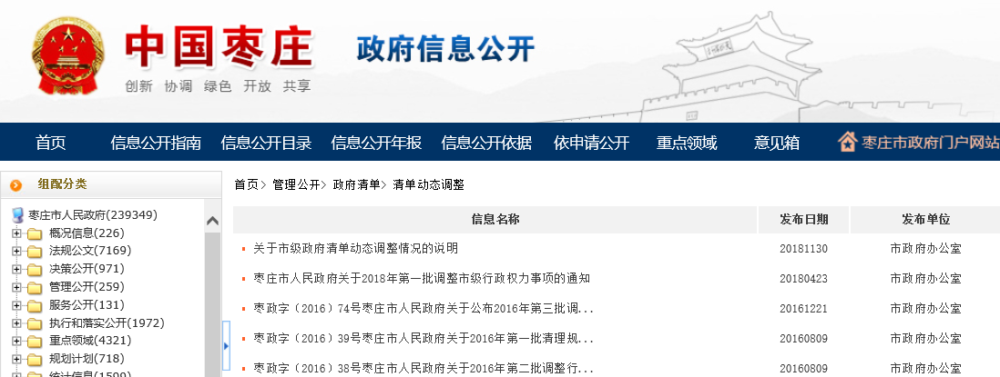 中国枣庄
创新 协调 绿色 开放 共享
政府信息公开
首页 信息公开指南 信息公开目录 信息公开年报 信息公开依据 依申请公开 重点领域 意见箱 枣庄市政府门户网站
组配分类
枣庄市人民政府(239349)
概况信息(226)
法规公文(7169)
决策公开(971)
管理公开(259)
服务公开(131)
执行和落实公开(1972)
重点领域(4321)
规划计划(718)
统计信息(1599)
首页> 管理公开> 政府清单> 清单动态调整
信息名称 发布日期 发布单位
关于市级政府清单动态调整情况的说明 20181130 市政府办公室
枣庄市人民政府关于2018年第一批调整市级行政权力事项的通知 20180423 市政府办公室
枣政字（2016）74号枣庄市人民政府关于公布2016年第三批调... 20161221 市政府办公室
枣政字（2016）39号枣庄市人民政府关于2016年第一批清理规... 20160809 市政府办公室
枣政字（2016）38号枣庄市人民政府关于2016年第二批调整行... 20160809 市政府办公室